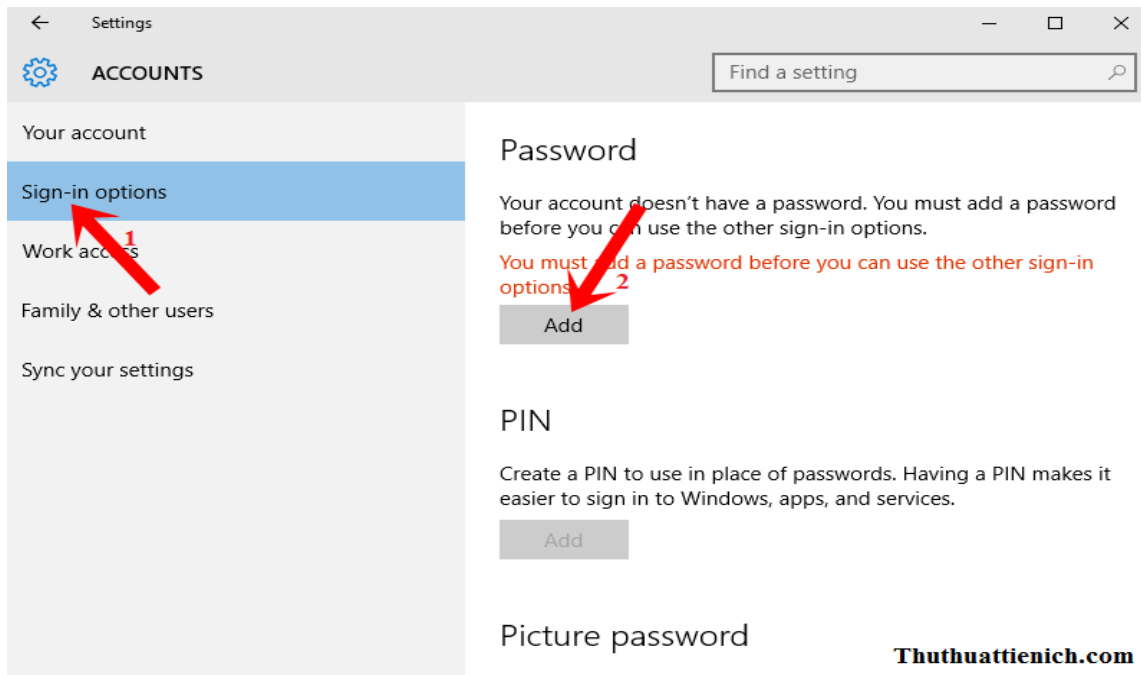 Settings
ACCOUNTS
Find a setting
Your account
Sign-in options
1
Work access
Family & other users
Sync your settings
Password
Your account doesn't have a password. You must add a password
before you can use the other sign-in options.
You must add a password before you can use the other sign-in
options.
2
Add
PIN
Create a PIN to use in place of passwords. Having a PIN makes it
easier to sign in to Windows, apps, and services.
Add
Picture password
Thuthuattienich.com